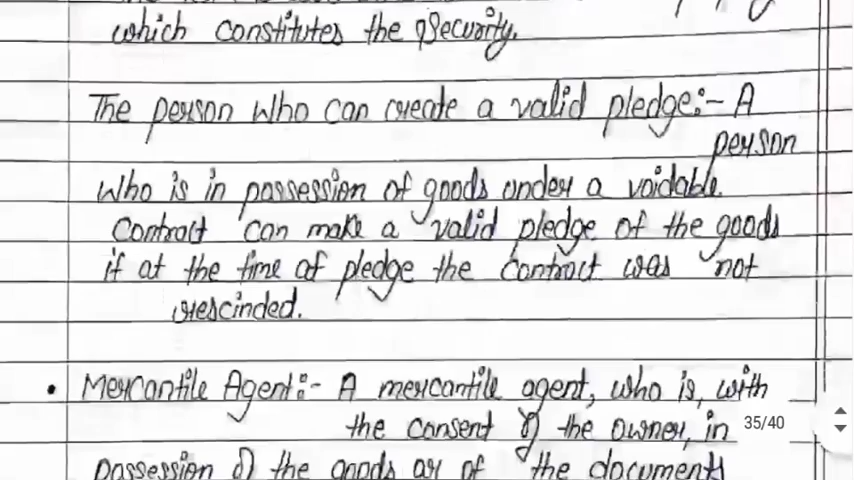 which constitutes the security.
The person who can create a valid pledge:- A
person
who is in possession of goods under a voidable
Contract can make a valid pledge of the goods
if at the time of pledge the contract was not
rescinded.
• Mercantile Agent:- A mercantile agent, who is, with
the consent of the owner, in
35/40
possession of the goods or of the documents